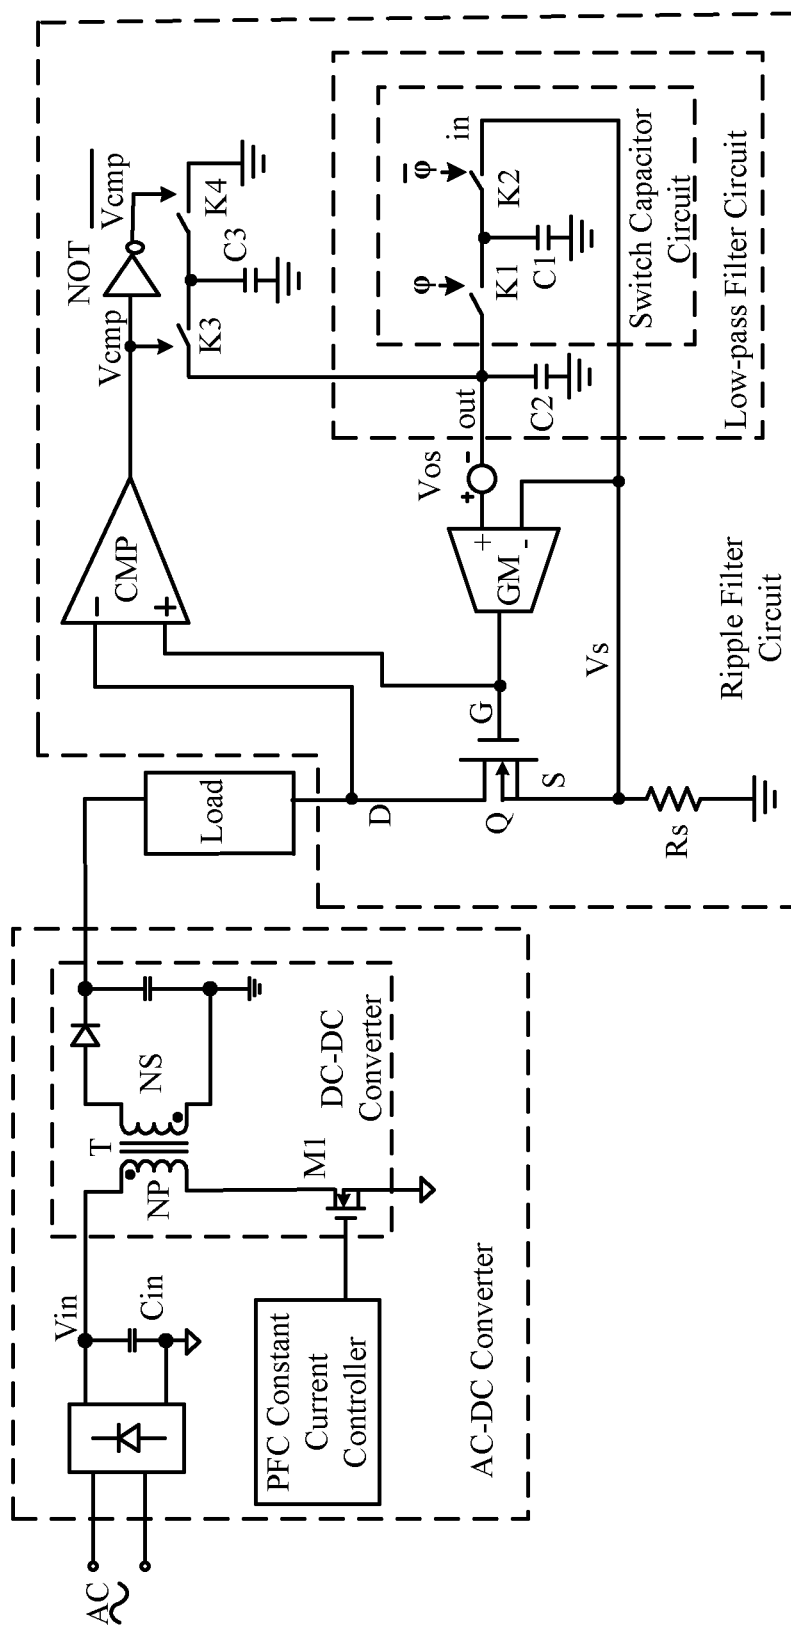 AC
Vin
Cin
PFC Constant
Current
Controller
AC-DC Converter
T
NP
NS
M1
DC-DC
Converter
Load
D
G
Q
S
Rs
Vs
CMP
−
+
GM
+
-
Vos
+
-
out
C2
Vcmp
NOT
Vcmp
K3
C3
K4
φ
K1
C1
φ
K2
in
Switch Capacitor
Circuit
Low-pass Filter Circuit
Ripple Filter
Circuit